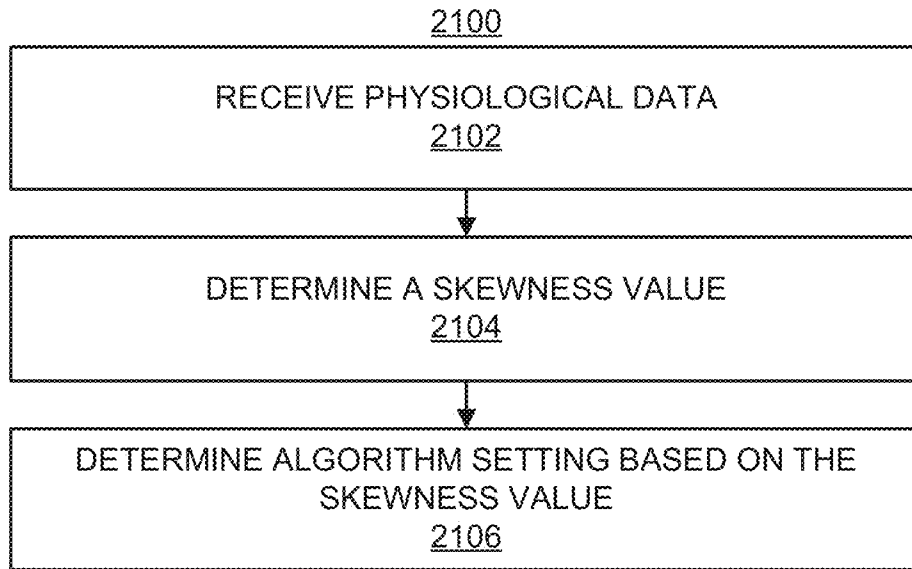 2100
RECEIVE PHYSIOLOGICAL DATA
2102
DETERMINE A SKEWNESS VALUE
2104
DETERMINE ALGORITHM SETTING BASED ON THE
SKEWNESS VALUE
2106